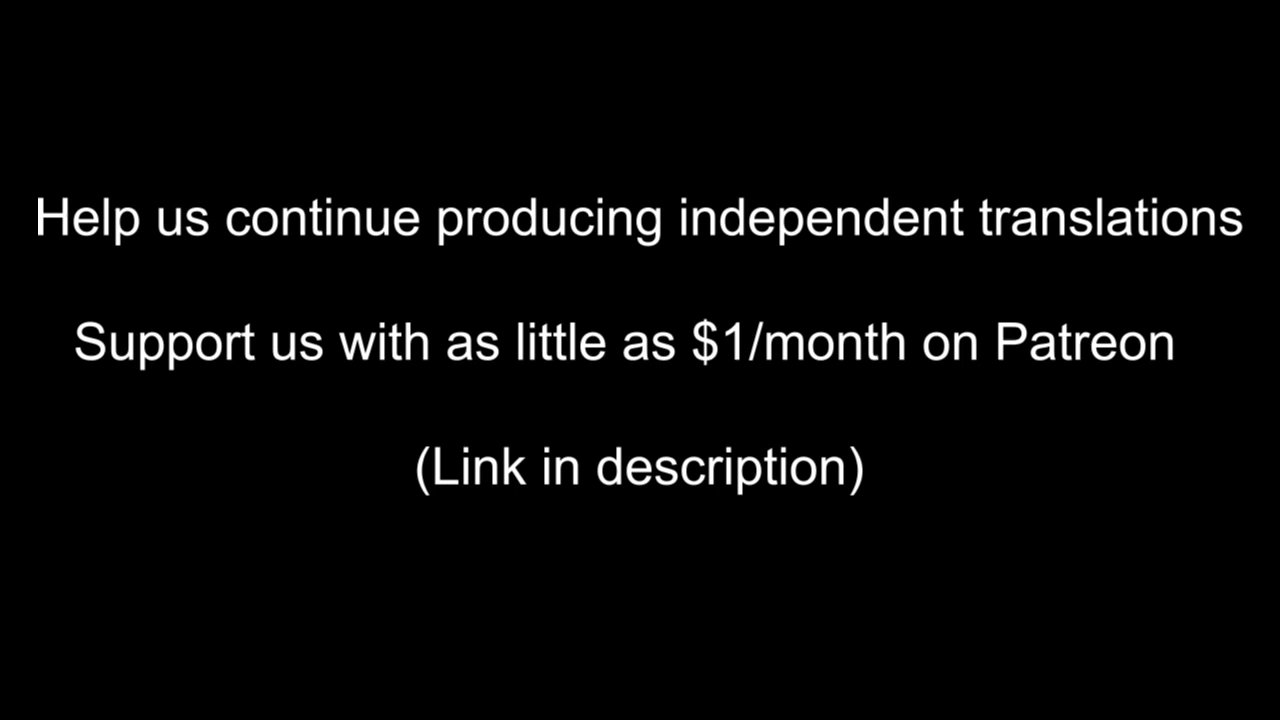 Help us continue producing independent translations
Support us with as little as $1/month on Patreon
(Link in description)